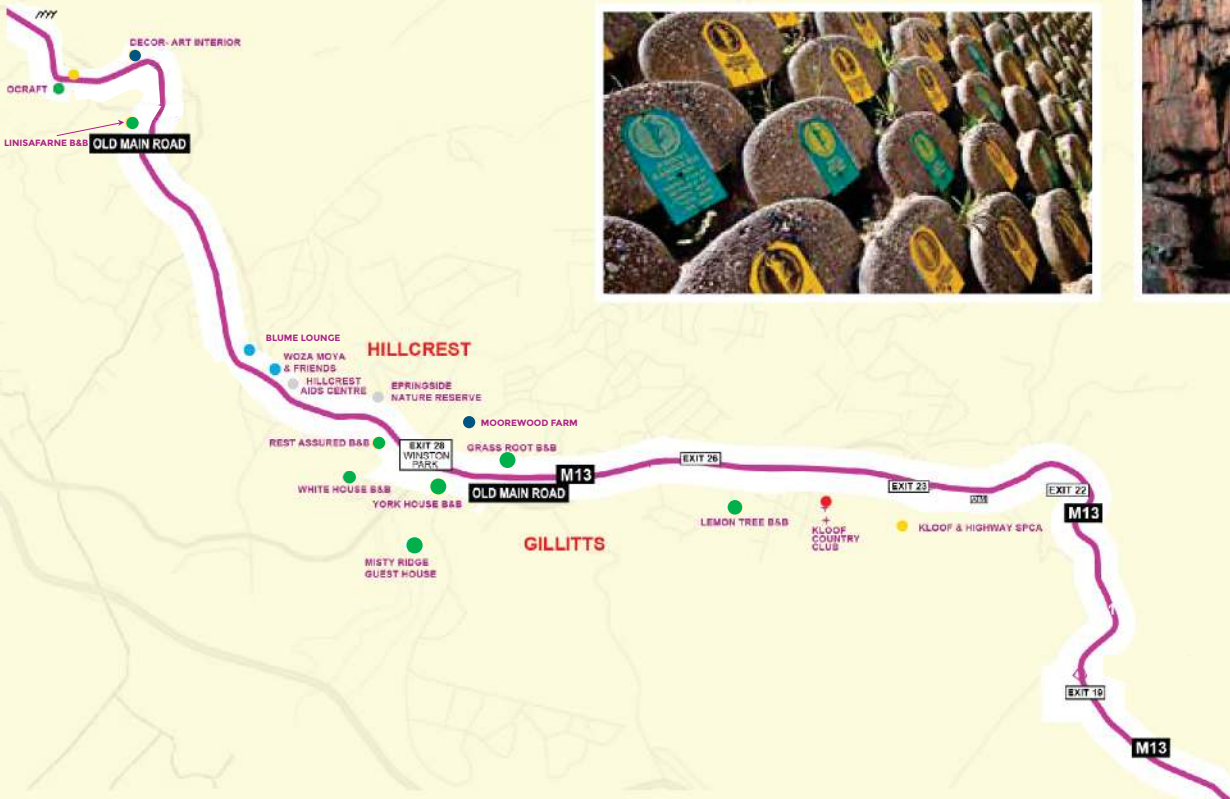 DECOR- ART INTERIOR
OCRAFT
LINISAFARNE B&B
OLD MAIN ROAD
BLUME LOUNGE
HILLCREST
WOZA MOYA
& FRIENDS
HILLCREST
AIDS CENTRE
EPRINGSIDE
NATURE RESERVE
MOOREWOOD FARM
REST ASSURED B&B
EXIT 28
WINSTON
PARK
GRASS ROOT B&B
M13
EXIT 26
WHITE HOUSE B&B
YORK HOUSE B&B
OLD MAIN ROAD
EXIT 23
EXIT 22
M13
LEMON TREE B&B
KLOOF
COUNTRY
CLUB
KLOOF & HIGHWAY SPCA
GILLITTS
MISTY RIDGE
GUEST HOUSE
EXIT 19
M13